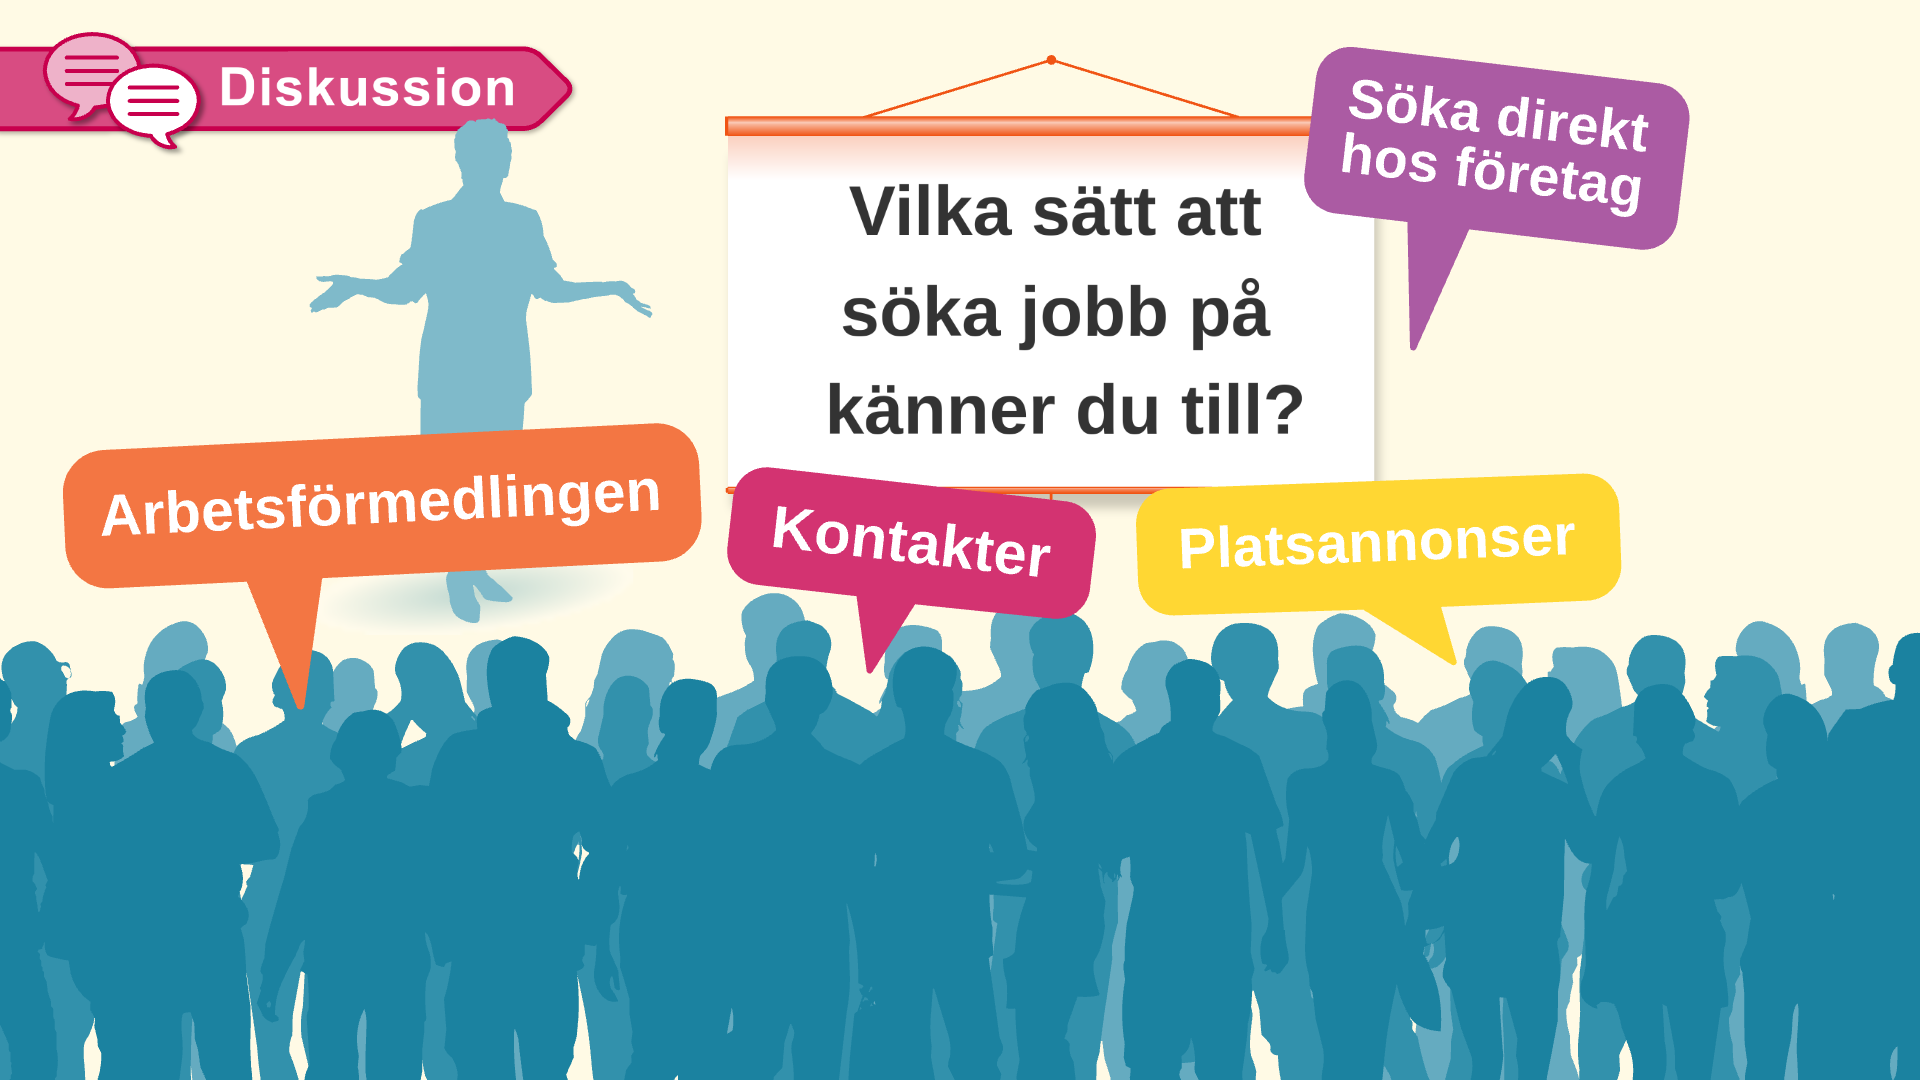 Diskussion
Vilka sätt att
söka jobb på
känner du till?
Söka direkt
hos företag
Arbetsförmedlingen
Kontakter
Platsannonser